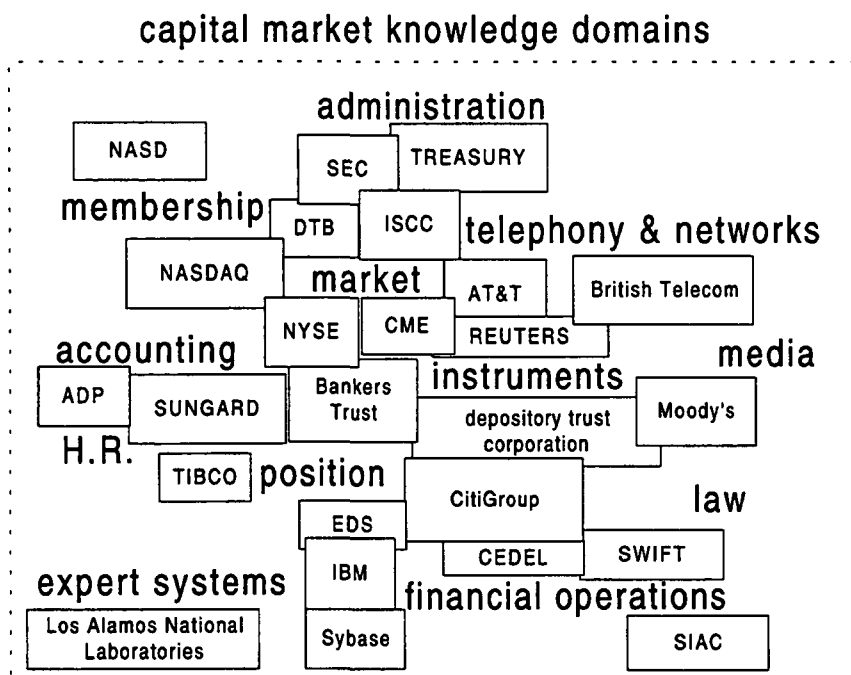 capital market knowledge domains
administration
NASD
SEC
TREASURY
membership
DTB
ISCC
telephony & networks
NASDAQ
market
AT&T
British Telecom
NYSE
CME
REUTERS
accounting
media
ADP
SUNGARD
Bankers
Trust
instruments
depository trust
corporation
Moody's
H.R.
TIBCO
position
CitiGroup
law
EDS
IBM
CEDEL
SWIFT
expert systems
financial operations
Los Alamos National
Laboratories
Sybase
SIAC